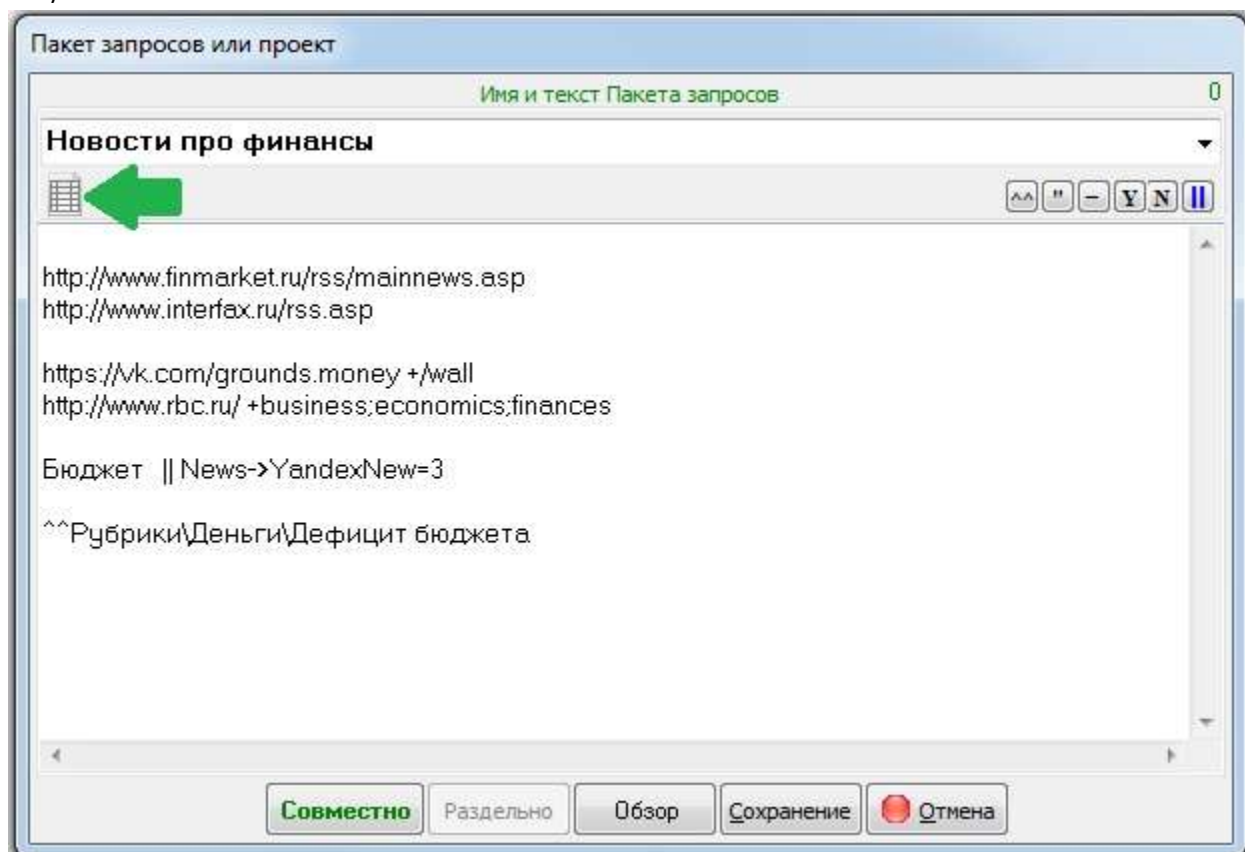 Пакет запросов или проект
Имя и текст Пакета запросов 0
Новости про финансы
^^ " – Y N ||
http://www.finmarket.ru/rss/mainnews.asp
http://www.interfax.ru/rss.asp
https://vk.com/grounds.money +/wall
http://www.rbc.ru/ +business;economics;finances
Бюджет || News->YandexNew=3
^^Рубрики\Деньги\Дефицит бюджета
Совместно Раздельно Обзор Сохранение Отмена